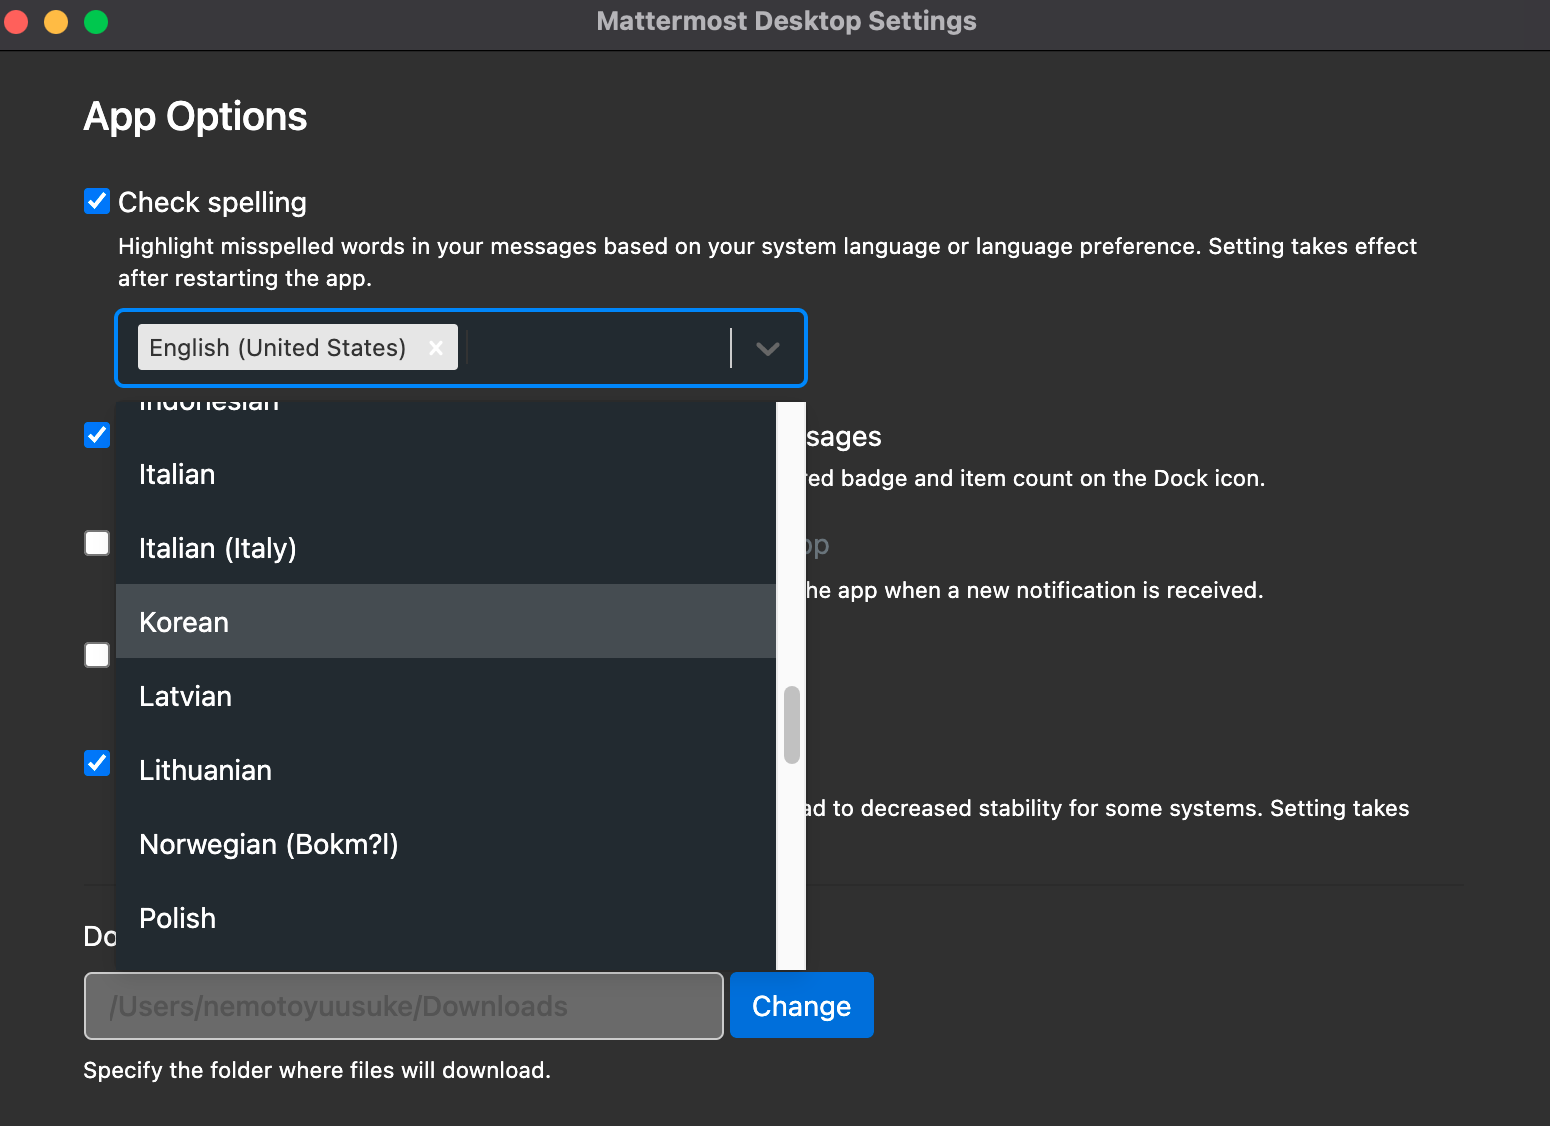 Mattermost Desktop Settings
App Options
Check spelling
Highlight misspelled words in your messages based on your system language or language preference. Setting takes effect
after restarting the app.
English (United States)
Indonesian
sages
Italian
red badge and item count on the Dock icon.
Italian (Italy)
pp
he app when a new notification is received.
Korean
Latvian
Lithuanian
ad to decreased stability for some systems. Setting takes
Norwegian (Bokm?l)
Polish
Do
/Users/nemotoyuusuke/Downloads
Change
Specify the folder where files will download.